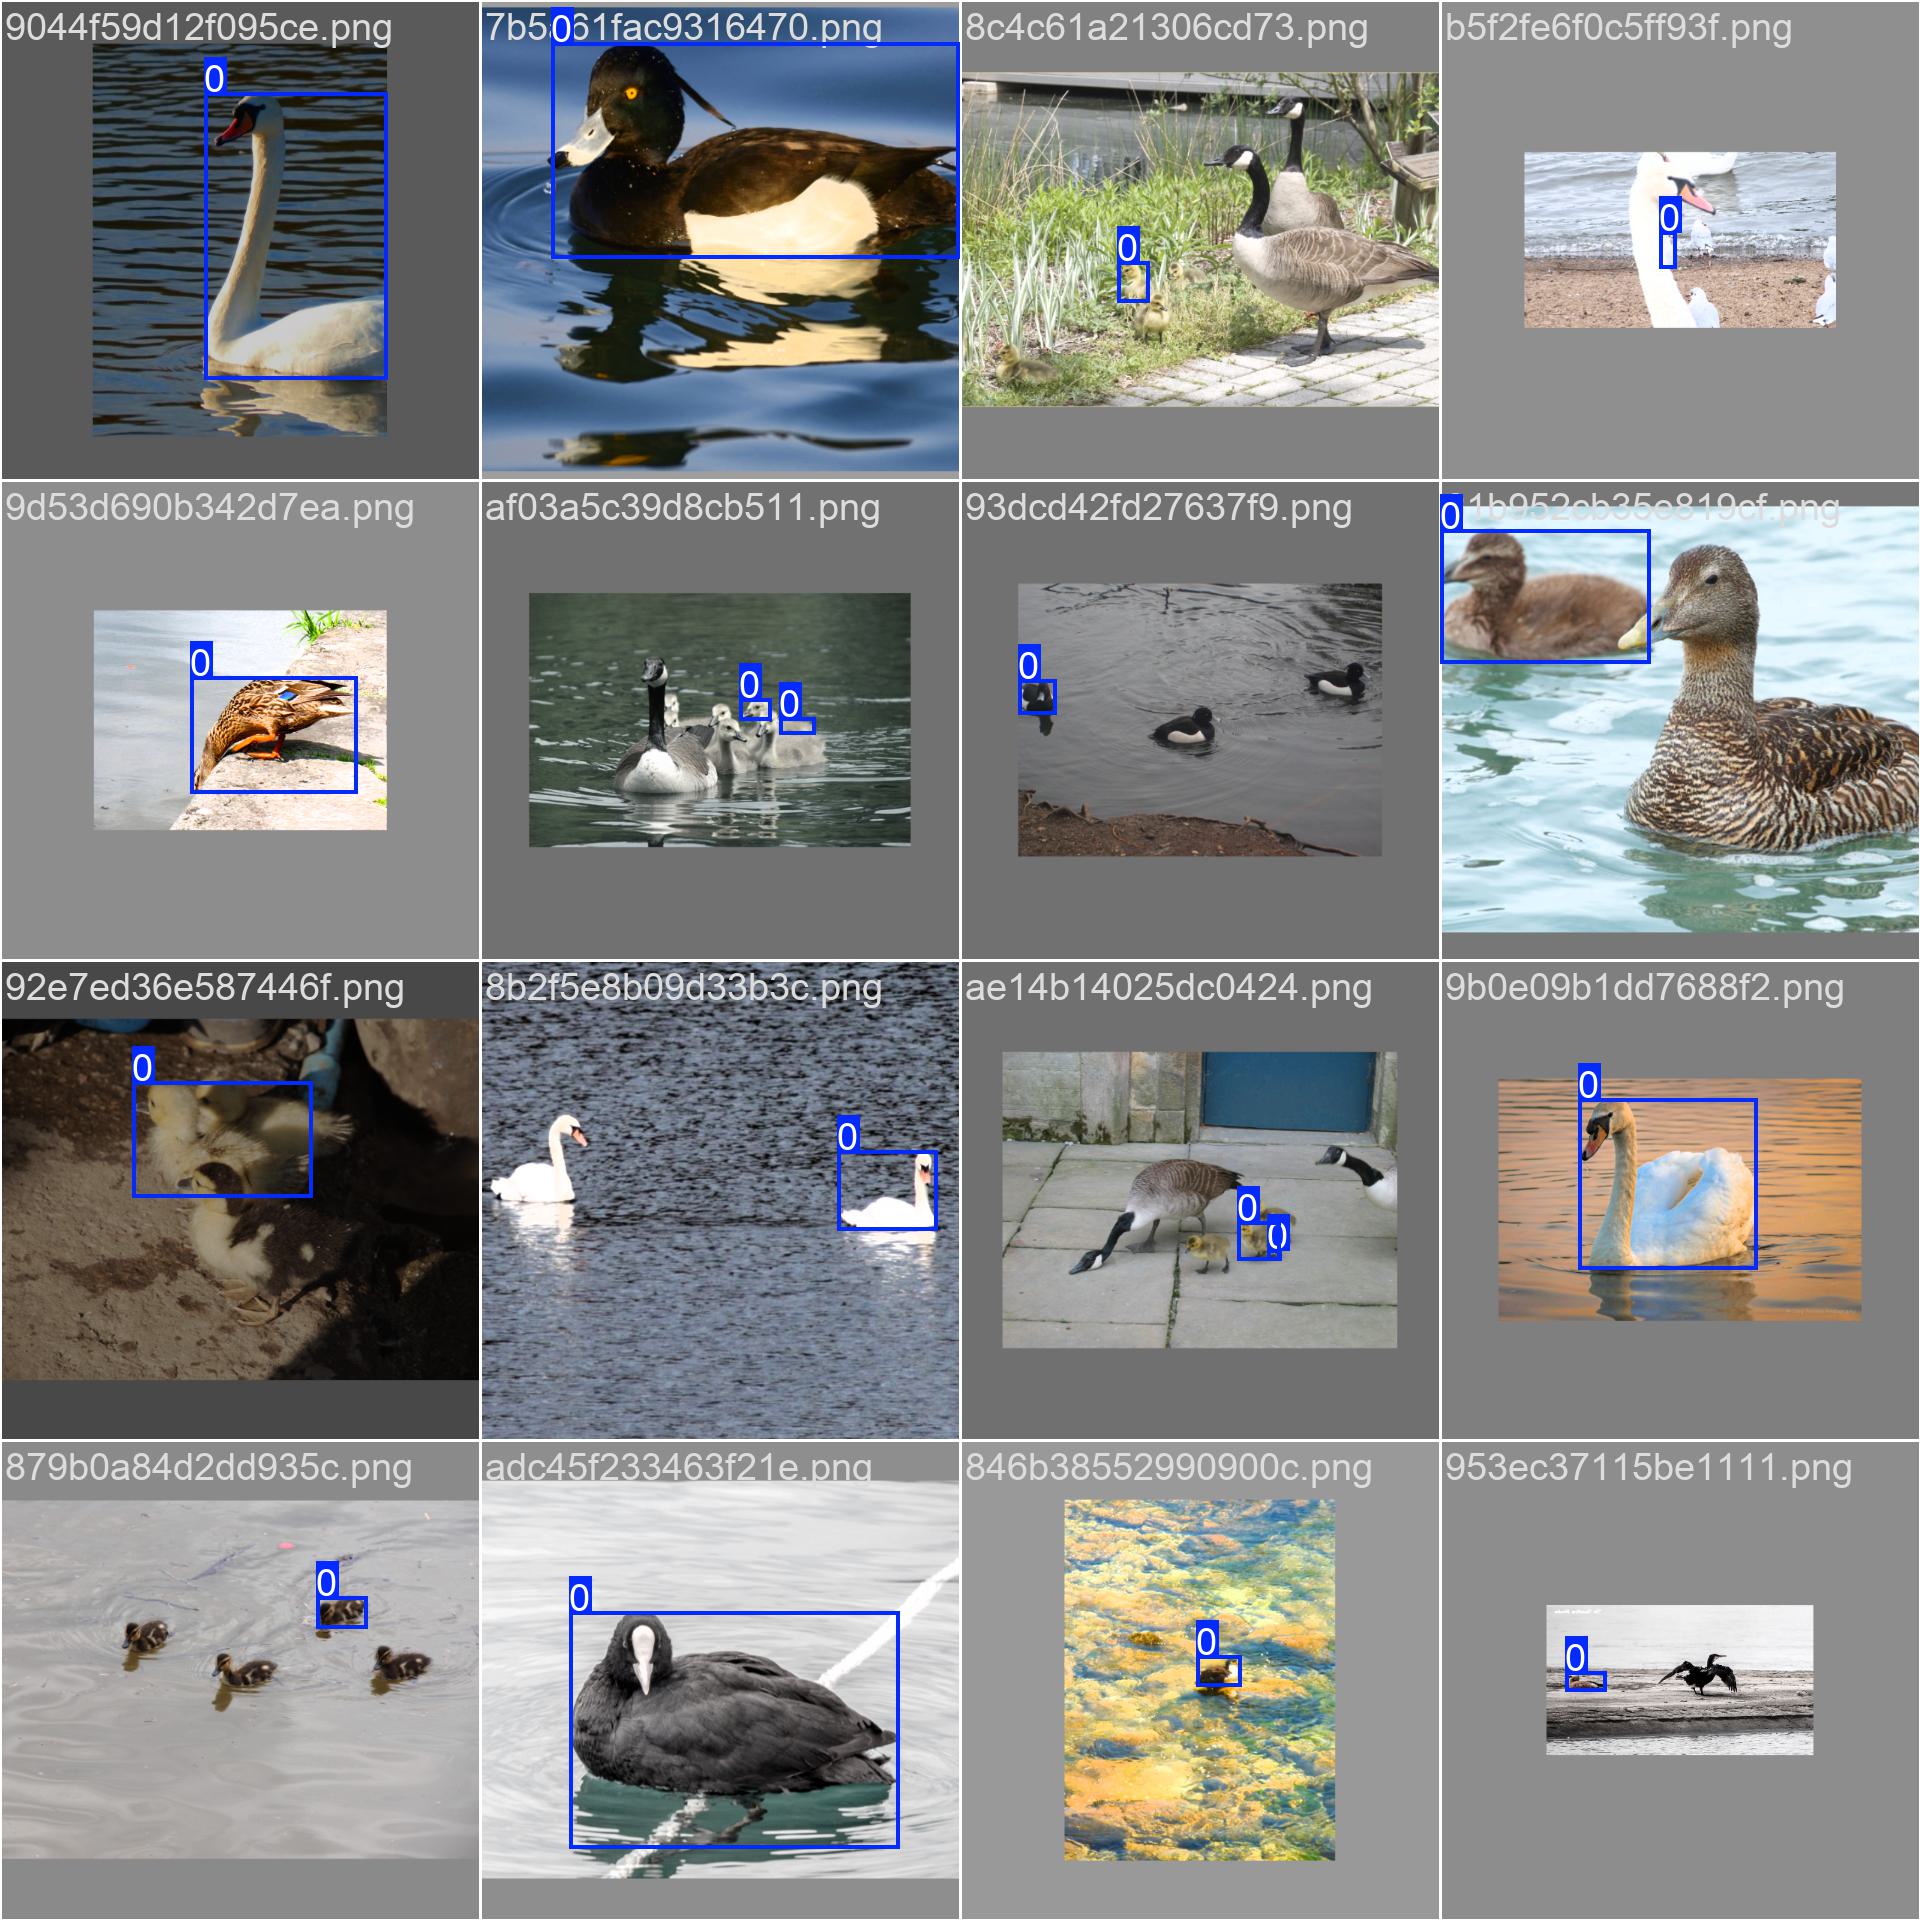 9044f59d12f095ce.png
0
7b5a61fac9316470.png
0
8c4c61a21306cd73.png
0
b5f2fe6f0c5ff93f.png
0
9d53d690b342d7ea.png
0
af03a5c39d8cb511.png
0
0
93dcd42fd27637f9.png
0
1b952cb35e819cf.png
0
92e7ed36e587446f.png
0
8b2f5e8b09d33b3c.png
0
ae14b14025dc0424.png
0
0
9b0e09b1dd7688f2.png
0
879b0a84d2dd935c.png
0
adc45f233463f21e.png
0
846b38552990900c.png
0
953ec37115be1111.png
0